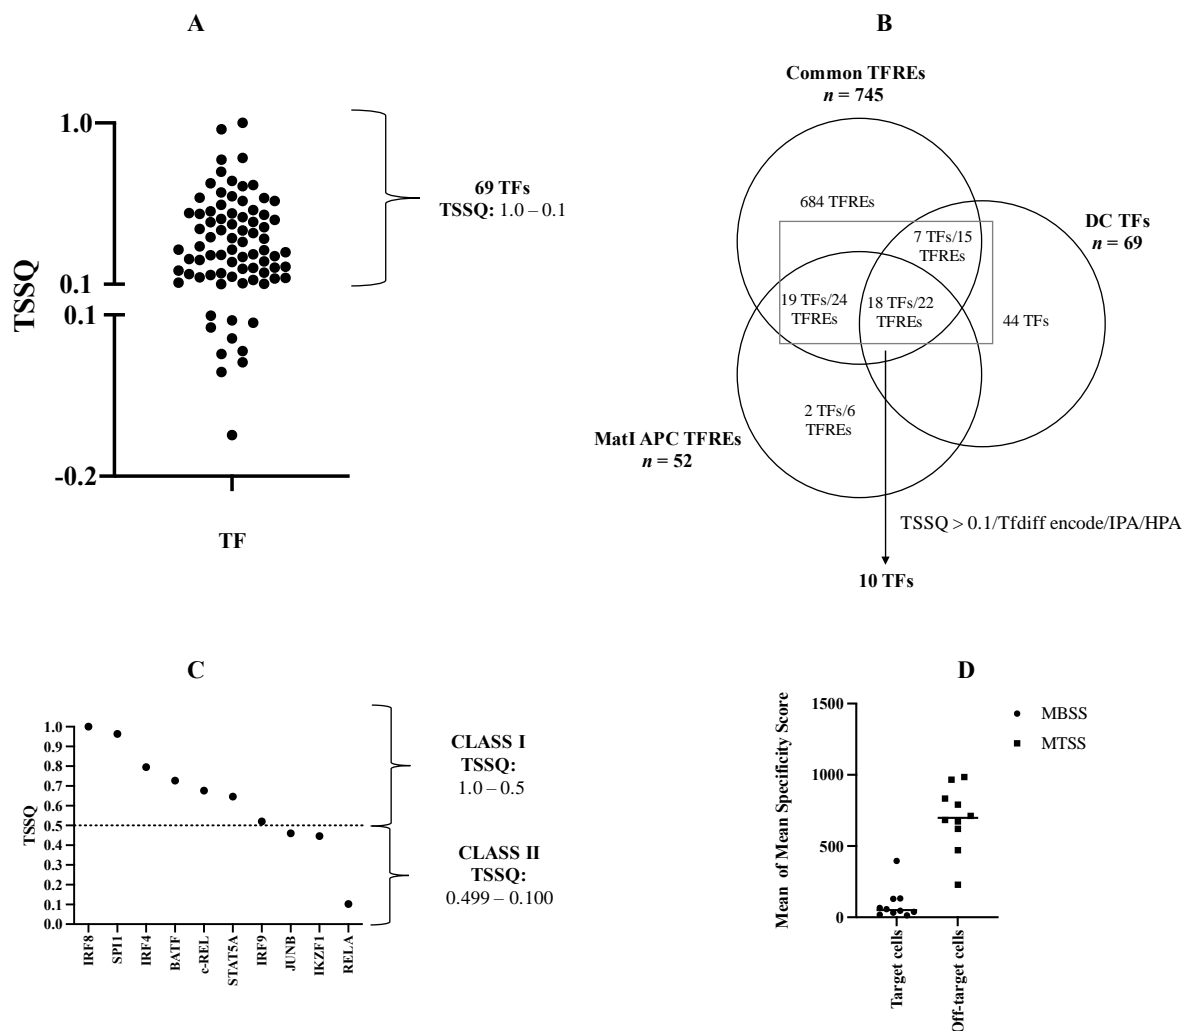 A
1.0
0.1
0.1
-0.2
TSSQ
TF
69 TFs
TSSQ: 1.0 – 0.1
B
Common TFREs
n = 745
684 TFREs
DC TFs
n = 69
7 TFs/15
TFREs
19 TFs/24
TFREs
18 TFs/22
TFREs
44 TFs
2 TFs/6
TFREs
MatI APC TFREs
n = 52
TSSQ > 0.1/Tfdiff encode/IPA/HPA
10 TFs
C
TSSQ
1.0
0.9
0.8
0.7
0.6
0.5
0.4
0.3
0.2
0.1
0.0
IRF8
SPI1
IRF4
BATF
c-REL
STAT5A
IRF9
JUNB
IKZF1
RELA
CLASS I
TSSQ:
1.0 – 0.5
CLASS II
TSSQ:
0.499 – 0.100
D
Mean of Mean Specificity Score
1500
1000
500
0
Target cells
Off-target cells
MBSS
MTSS